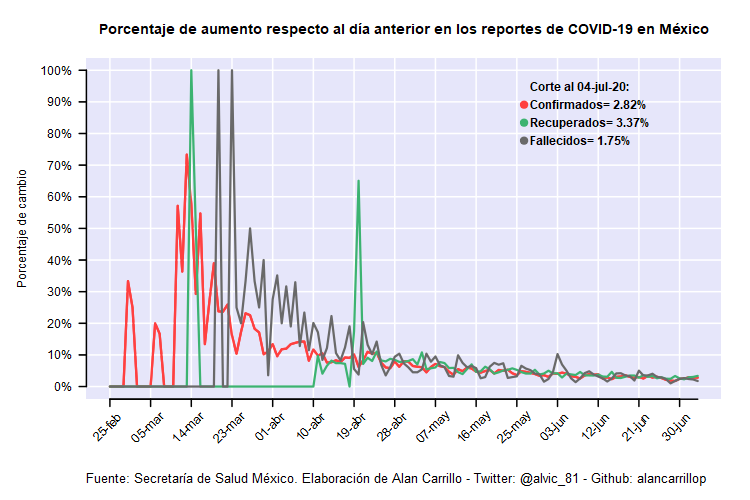 Porcentaje de aumento respecto al día anterior en los reportes de COVID-19 en México
Corte al 04-jul-20:
Confirmados= 2.82%
Recuperados= 3.37%
Fallecidos= 1.75%
Porcentaje de cambio
100%
90%
80%
70%
60%
50%
40%
30%
20%
10%
0%
25-feb
05-mar
14-mar
23-mar
01-abr
10-abr
19-abr
28-abr
07-may
16-may
25-may
03-jun
12-jun
21-jun
30-jun
Fuente: Secretaría de Salud México. Elaboración de Alan Carrillo - Twitter: @alvic_81 - Github: alancarrillop